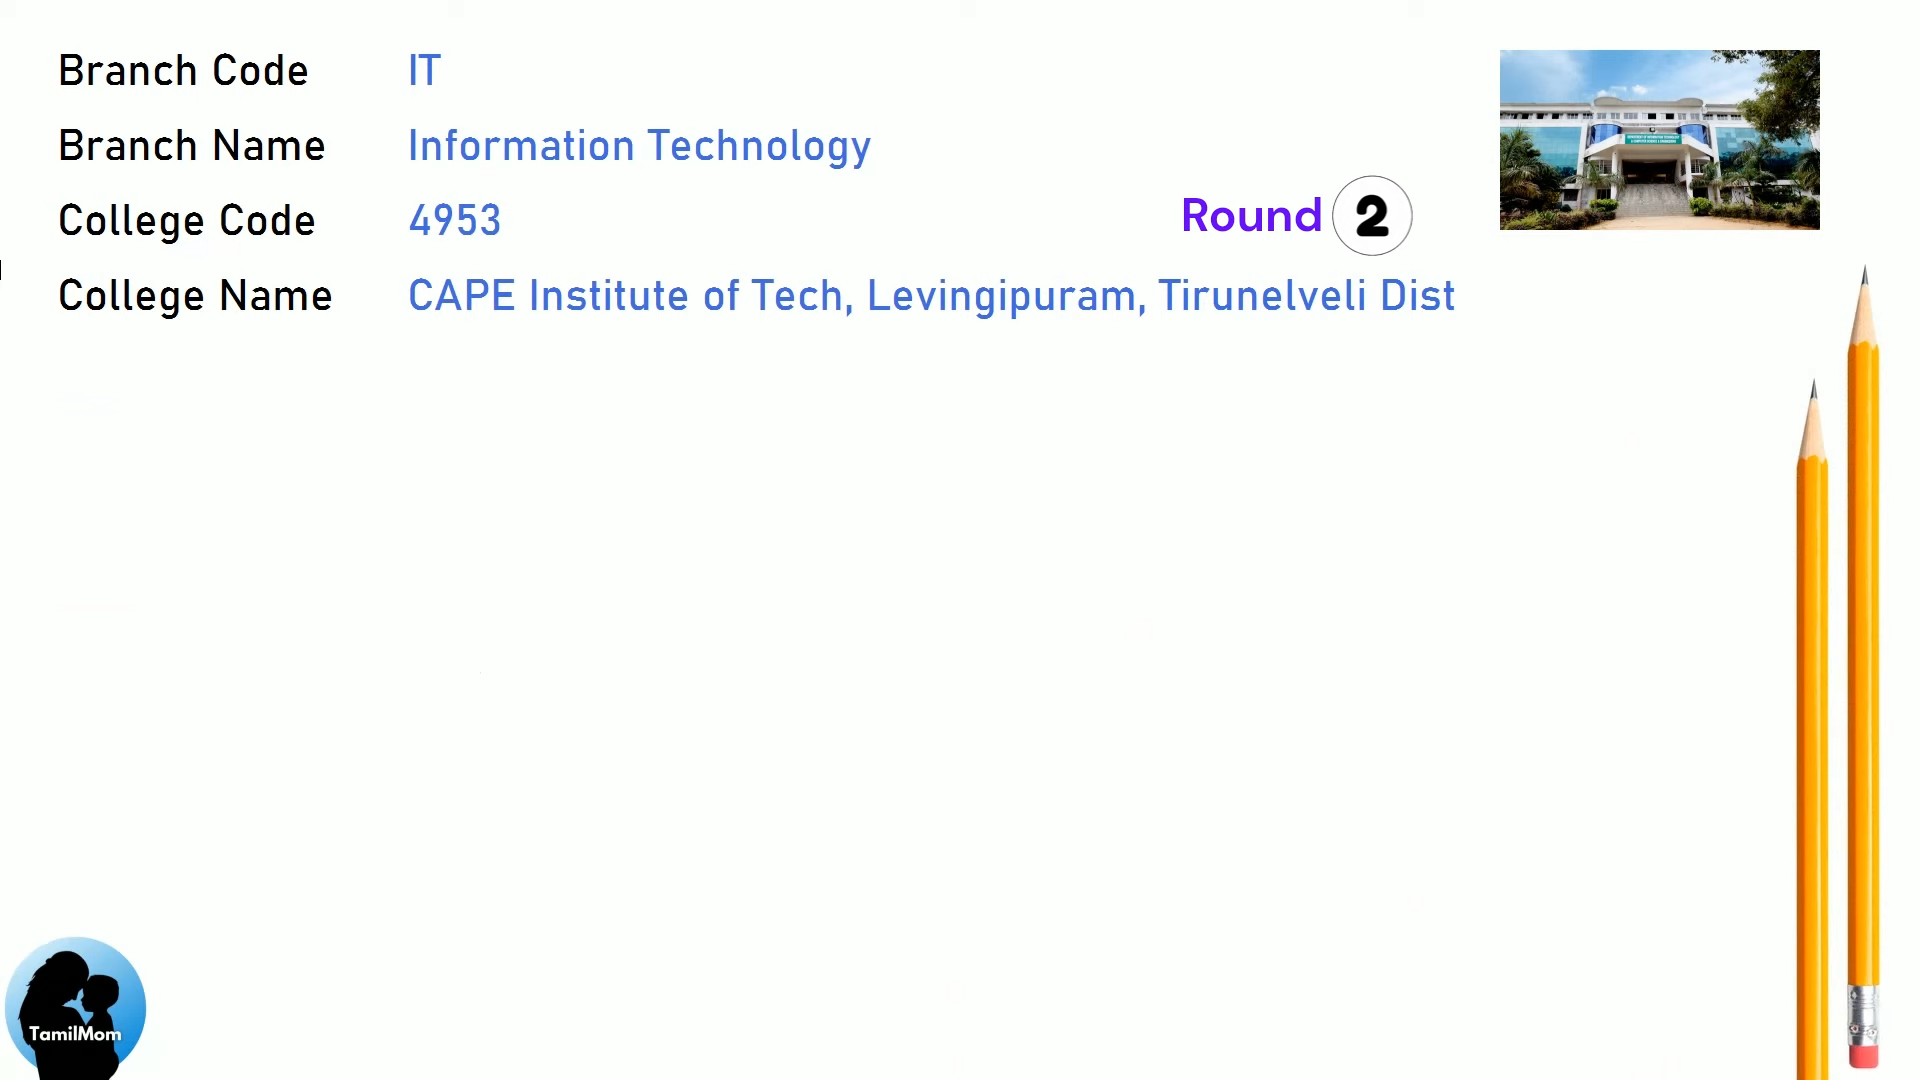 Branch Code IT
Branch Name Information Technology
College Code 4953
Round 2
College Name CAPE Institute of Tech, Levingipuram, Tirunelveli Dist
TamilMom